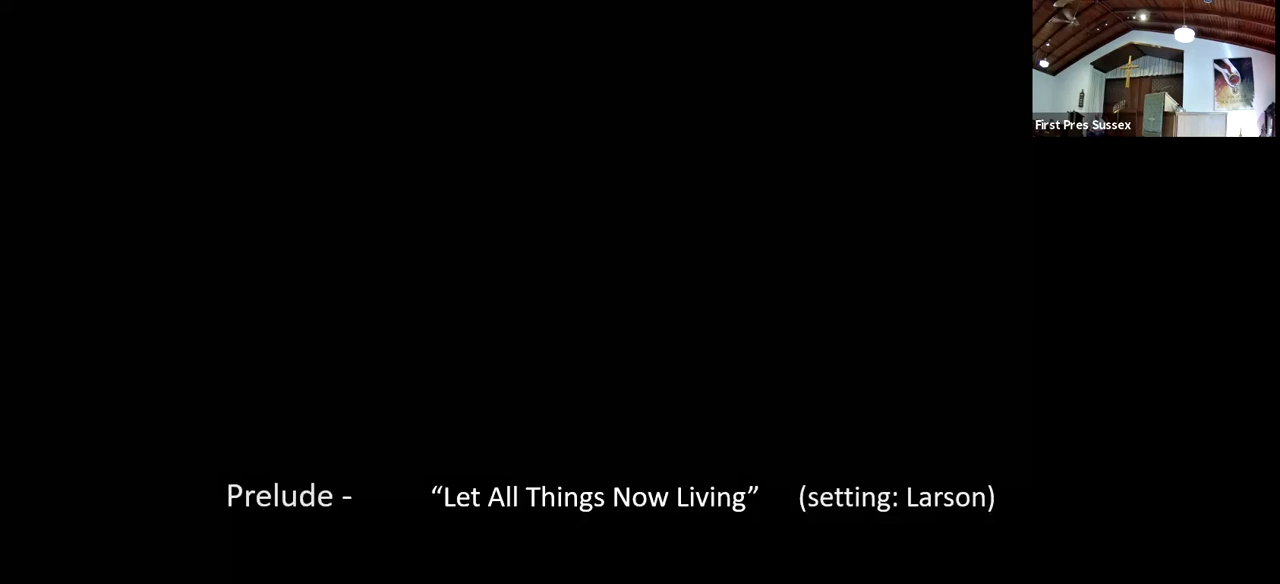 First Pres Sussex
Prelude - “Let All Things Now Living” (setting: Larson)